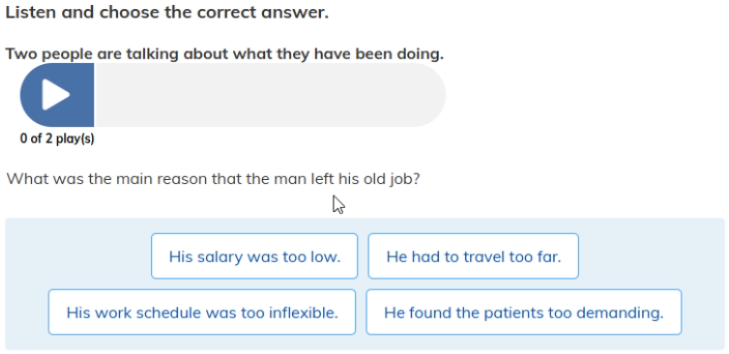 Listen and choose the correct answer.
Two people are talking about what they have been doing.
0 of 2 play(s)
What was the main reason that the man left his old job?
His salary was too low.
He had to travel too far.
His work schedule was too inflexible.
He found the patients too demanding.